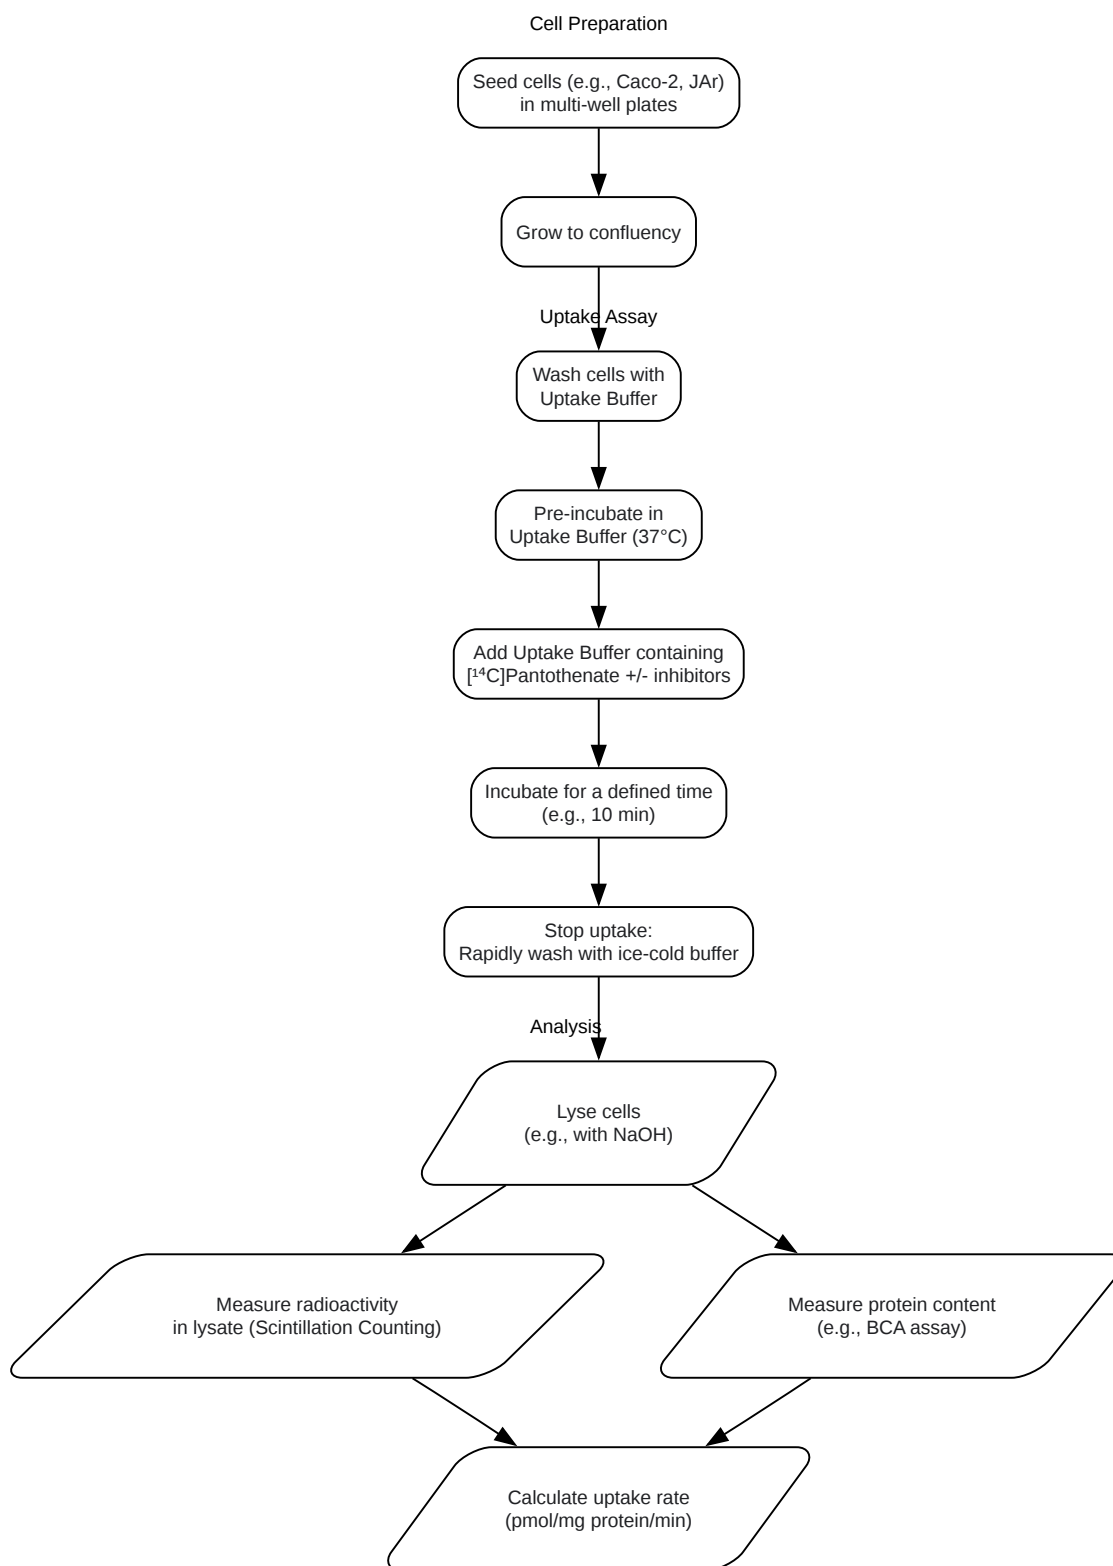 Cell Preparation
Seed cells (e.g., Caco-2, JAr)
in multi-well plates
Grow to confluency
Uptake Assay
Wash cells with
Uptake Buffer
Pre-incubate in
Uptake Buffer (37°C)
Add Uptake Buffer containing
[¹⁴C]Pantothenate +/- inhibitors
Incubate for a defined time
(e.g., 10 min)
Stop uptake:
Rapidly wash with ice-cold buffer
Analysis
Lyse cells
(e.g., with NaOH)
Measure radioactivity
in lysate (Scintillation Counting)
Measure protein content
(e.g., BCA assay)
Calculate uptake rate
(pmol/mg protein/min)